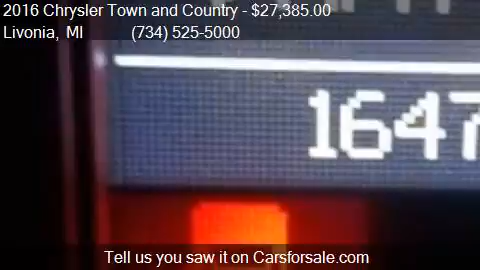 2016 Chrysler Town and Country - $27,385.00
Livonia, MI (734) 525-5000
1647
Tell us you saw it on Carsforsale.com